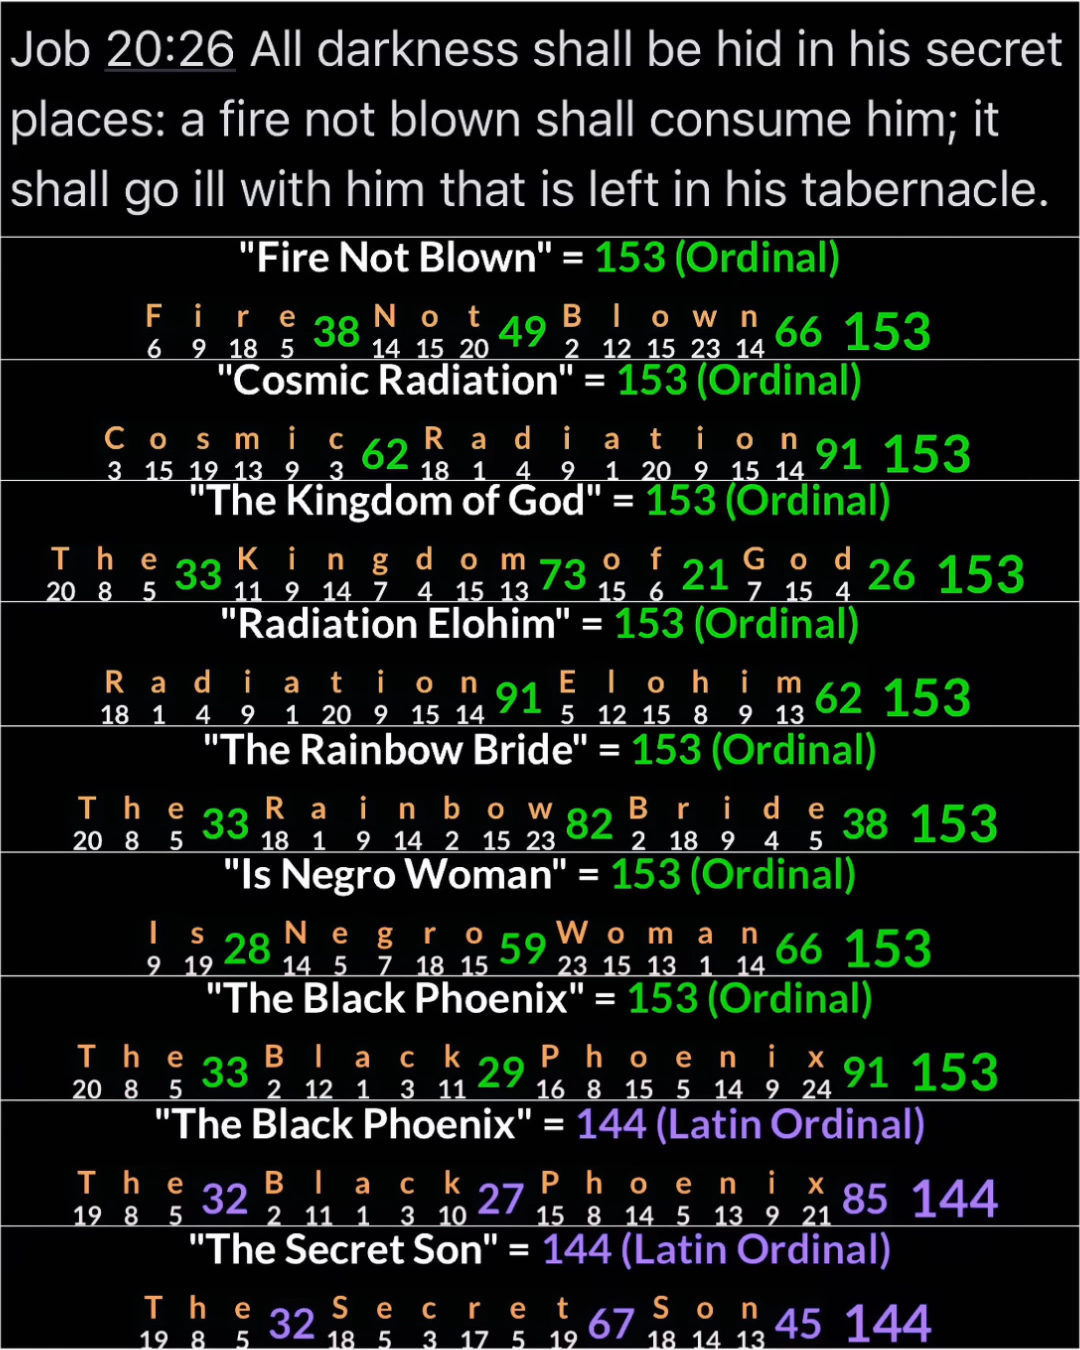 Job 20:26 All darkness shall be hid in his secret
places: a fire not blown shall consume him; it
shall go ill with him that is left in his tabernacle.
"Fire Not Blown" = 153 (Ordinal)
F i r e 38 N o t 49 B l o w n 66 153
6 9 18 5 14 15 20 2 12 15 23 14
"Cosmic Radiation" = 153 (Ordinal)
C o s m i c 62 R a d i a t i o n 91 153
3 15 19 13 9 3 18 1 4 9 1 20 9 15 14
"The Kingdom of God" = 153 (Ordinal)
T h e 33 K i n g d o m 73 o f 21 G o d 26 153
20 8 5 11 9 14 7 4 15 13 15 6 7 15 4
"Radiation Elohim" = 153 (Ordinal)
R a d i a t i o n 91 E l o h i m 62 153
18 1 4 9 1 20 9 15 14 5 12 15 8 9 13
"The Rainbow Bride" = 153 (Ordinal)
T h e 33 R a i n b o w 82 B r i d e 38 153
20 8 5 18 1 9 14 2 15 23 2 18 9 4 5
"Is Negro Woman" = 153 (Ordinal)
I s 28 N e g r o 59 W o m a n 66 153
9 19 14 5 7 18 15 23 15 13 1 14
"The Black Phoenix" = 153 (Ordinal)
T h e 33 B l a c k 29 P h o e n i x 91 153
20 8 5 2 12 1 3 11 16 8 15 5 14 9 24
"The Black Phoenix" = 144 (Latin Ordinal)
T h e 32 B l a c k 27 P h o e n i x 85 144
19 8 5 2 11 1 3 10 15 8 14 5 13 9 21
"The Secret Son" = 144 (Latin Ordinal)
T h e 32 S e c r e t 67 S o n 45 144
19 8 5 18 5 3 17 5 19 18 14 13